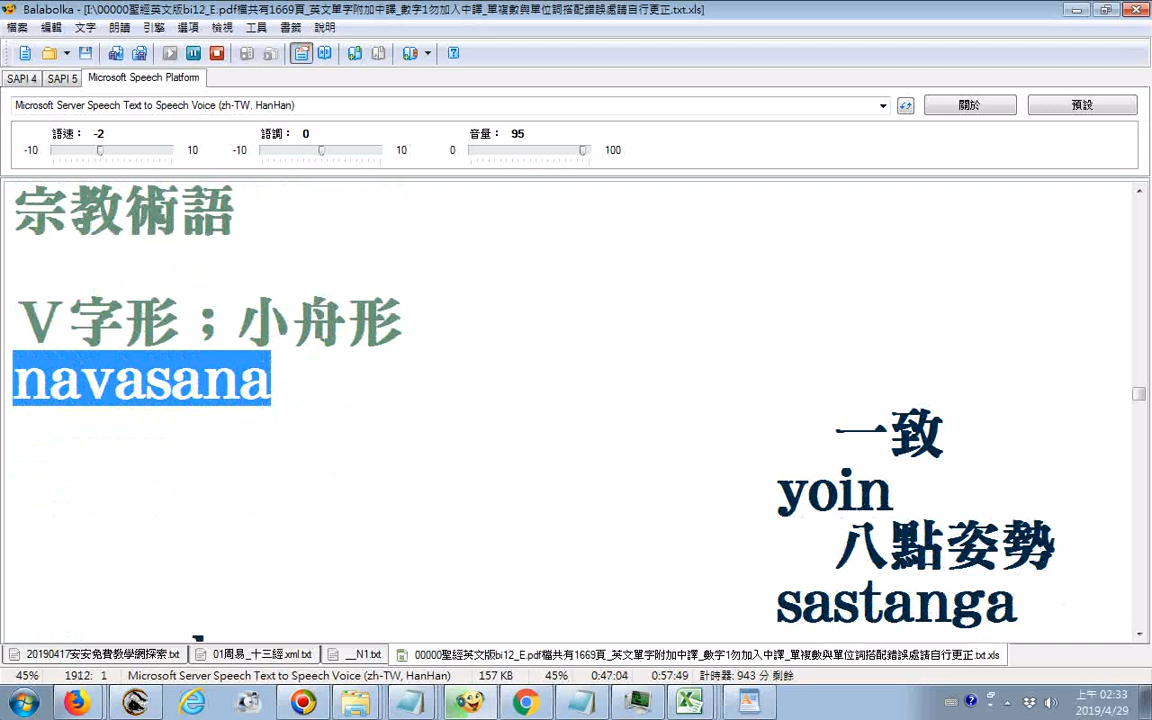 Balabolka - [I:\00000聖經英文版bi12_E.pdf檔共有1669頁_英文單字附加中譯_數字1勿加入中譯_單複數與單位詞搭配錯誤處請自行更正.txt.xls]
檔案 編輯 文字 朗讀 引擎 選項 檢視 工具 書籤 說明
SAPI 4 SAPI 5 Microsoft Speech Platform
Microsoft Server Speech Text to Speech Voice (zh-TW, HanHan) 關於 預設
語速： -2 語調： 0 音量： 95
-10 10 -10 10 0 100
宗教術語
V字形；小舟形
navasana
一致
yoin
八點姿勢
sastanga
20190417安安免費教學網探索.txt 01周易_十三經.xml.txt __N1.txt 00000聖經英文版bi12_E.pdf檔共有1669頁_英文單字附加中譯_數字1勿加入中譯_單複數與單位詞搭配錯誤處請自行更正.txt.xls
45% 1912: 1 Microsoft Server Speech Text to Speech Voice (zh-TW, HanHan) 157 KB 45% 0:47:04 0:57:49 計時器: 943 分 剩餘
上午 02:33
2019/4/29